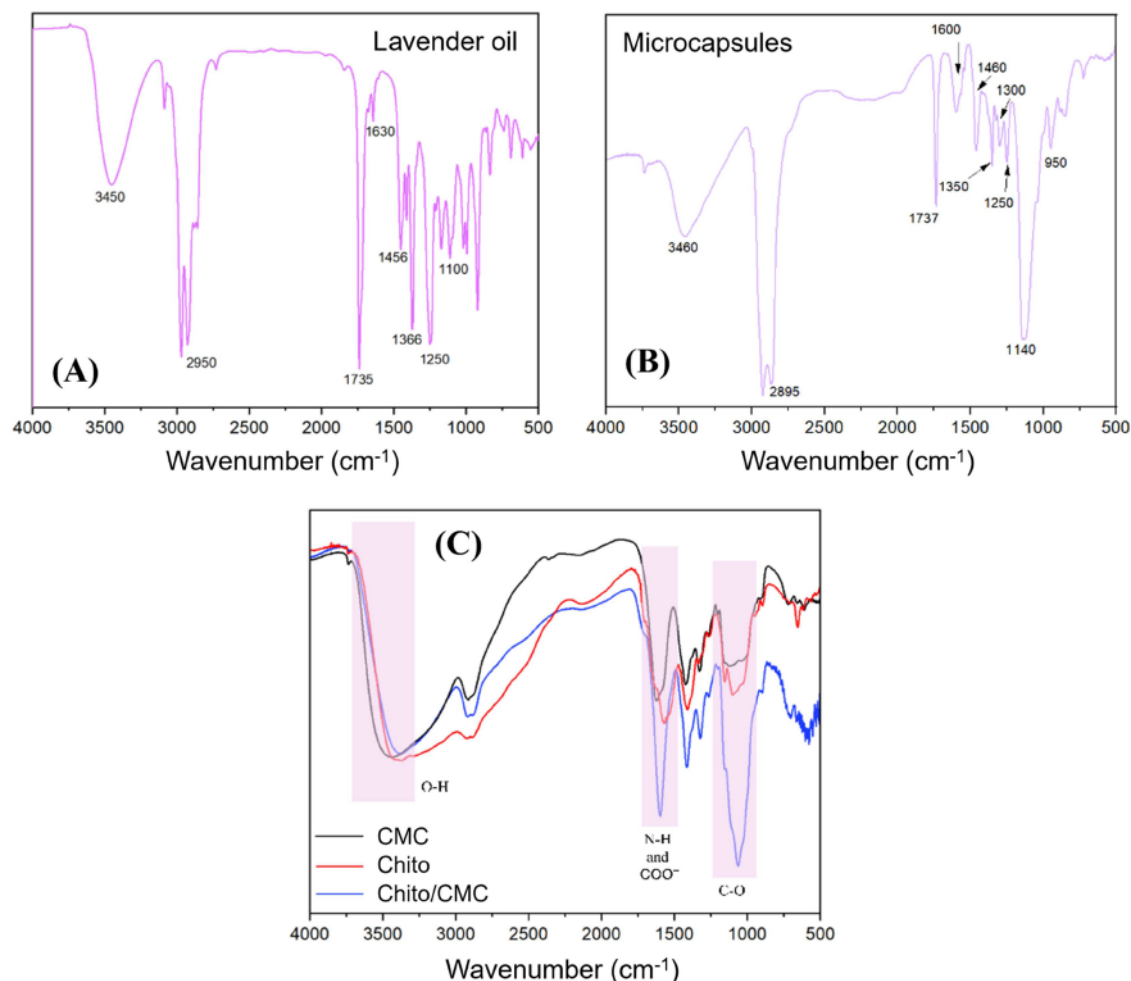 Lavender oil
3450
2950
1735
1630
1456
1366
1250
1100
(A)
4000 3500 3000 2500 2000 1500 1000 500
Wavenumber (cm⁻¹)
Microcapsules
1600
1460
1300
3460
2895
1737
1350
1250
1140
950
(B)
4000 3500 3000 2500 2000 1500 1000 500
Wavenumber (cm⁻¹)
(C)
O-H
N-H
and
COO⁻
C-O
CMC
Chito
Chito/CMC
4000 3500 3000 2500 2000 1500 1000 500
Wavenumber (cm⁻¹)